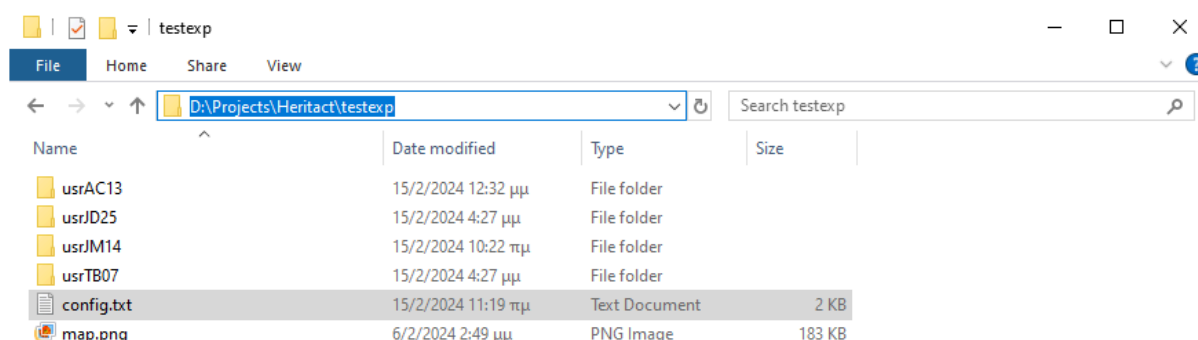 testexp
File Home Share View
D:\Projects\Heritact\testexp Search testexp
Name Date modified Type Size
usrAC13 15/2/2024 12:32 μμ File folder
usrJD25 15/2/2024 4:27 μμ File folder
usrJM14 15/2/2024 10:22 πμ File folder
usrTB07 15/2/2024 4:27 μμ File folder
config.txt 15/2/2024 11:19 πμ Text Document 2 KB
map.png 6/2/2024 2:49 μμ PNG Image 183 KB